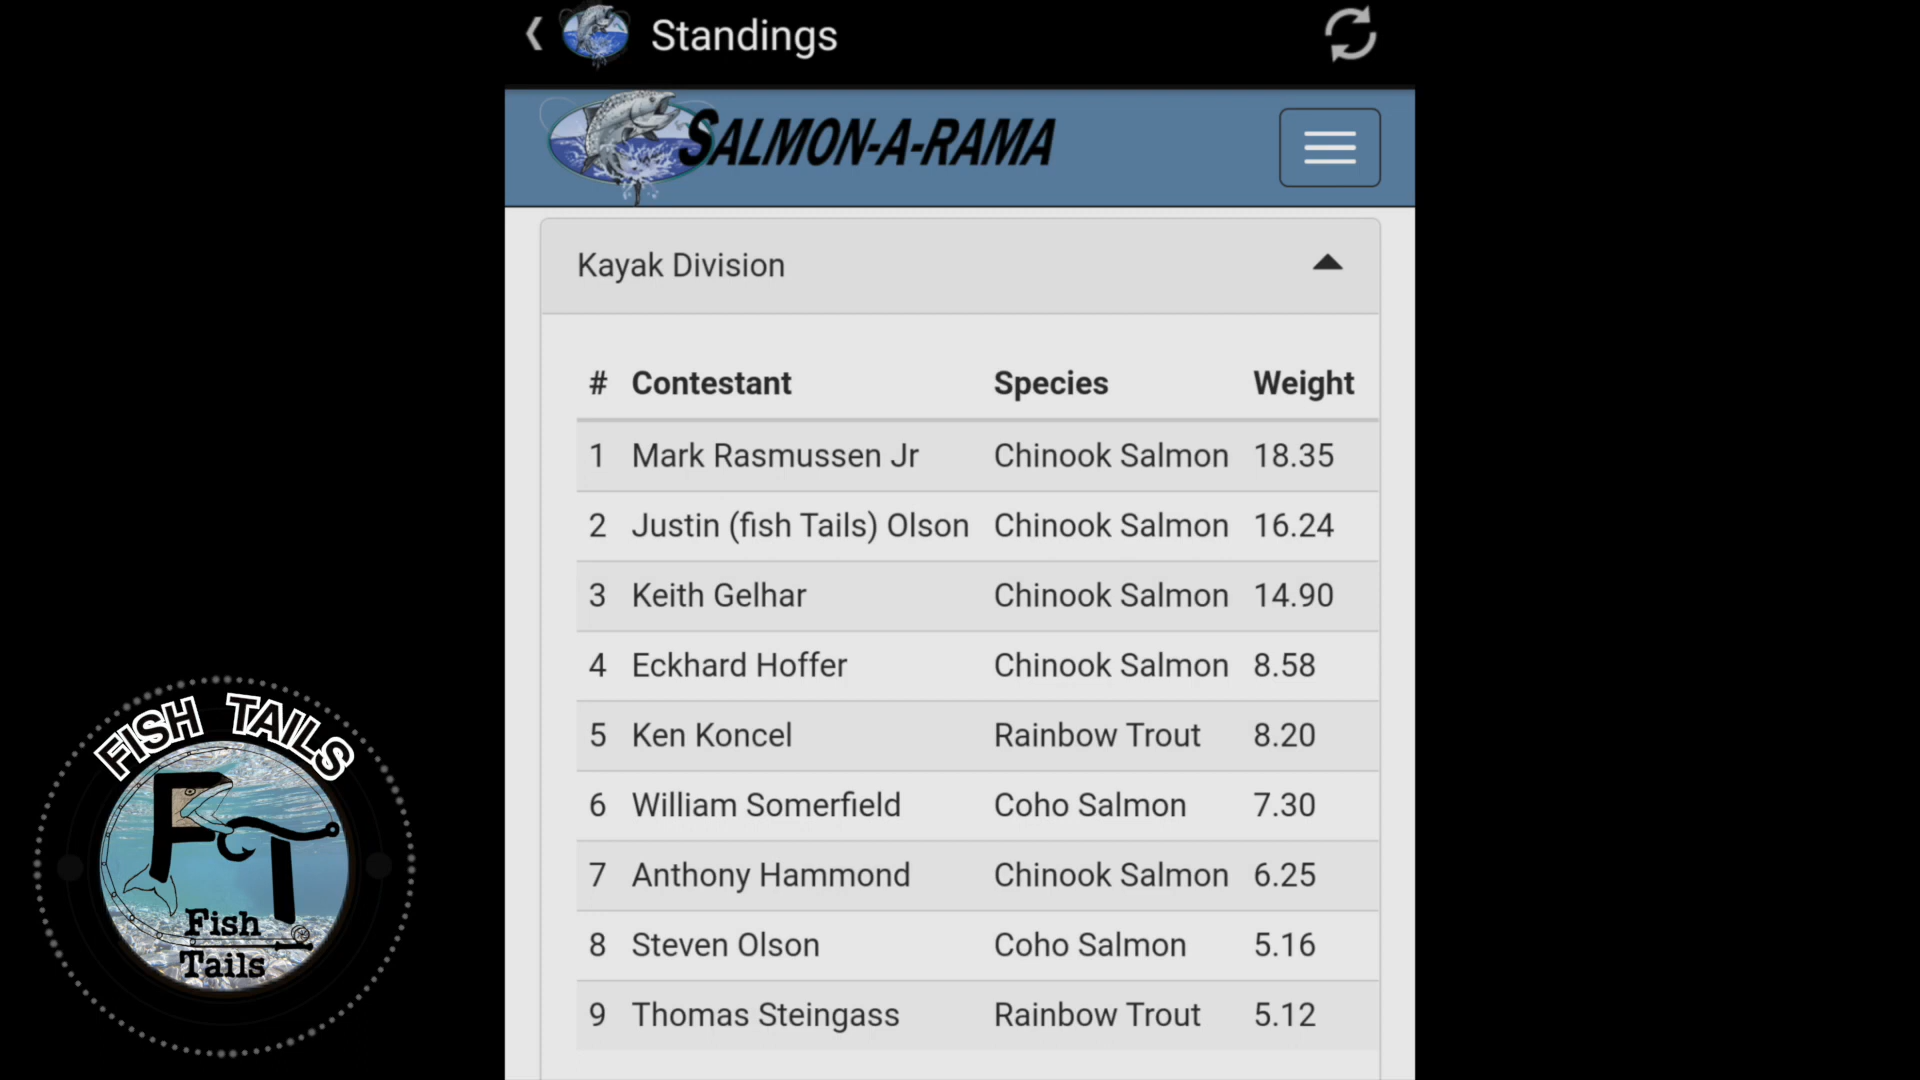 Standings
SALMON-A-RAMA
Kayak Division
# Contestant Species Weight
1 Mark Rasmussen Jr Chinook Salmon 18.35
2 Justin (fish Tails) Olson Chinook Salmon 16.24
3 Keith Gelhar Chinook Salmon 14.90
4 Eckhard Hoffer Chinook Salmon 8.58
5 Ken Koncel Rainbow Trout 8.20
6 William Somerfield Coho Salmon 7.30
7 Anthony Hammond Chinook Salmon 6.25
8 Steven Olson Coho Salmon 5.16
9 Thomas Steingass Rainbow Trout 5.12
FISH TAILS
FT
Fish
Tails